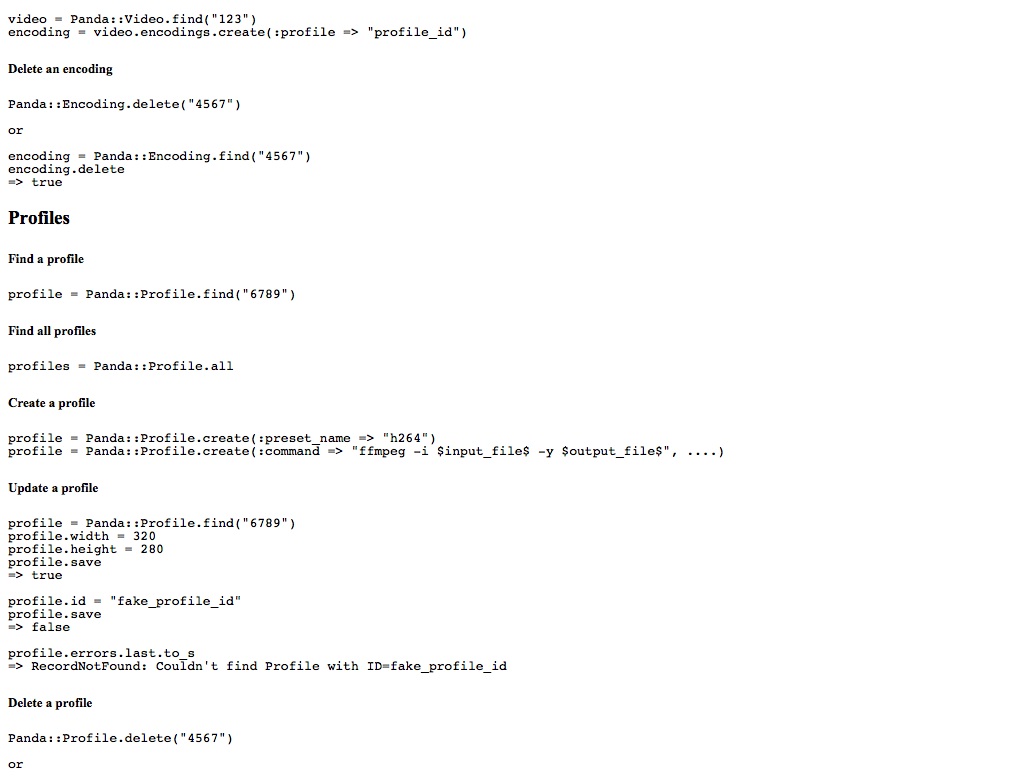 video = Panda::Video.find("123")
encoding = video.encodings.create(:profile => "profile_id")
Delete an encoding
Panda::Encoding.delete("4567")
or
encoding = Panda::Encoding.find("4567")
encoding.delete
=> true
Profiles
Find a profile
profile = Panda::Profile.find("6789")
Find all profiles
profiles = Panda::Profile.all
Create a profile
profile = Panda::Profile.create(:preset_name => "h264")
profile = Panda::Profile.create(:command => "ffmpeg -i $input_file$ -y $output_file$", ....)
Update a profile
profile = Panda::Profile.find("6789")
profile.width = 320
profile.height = 280
profile.save
=> true
profile.id = "fake_profile_id"
profile.save
=> false
profile.errors.last.to_s
=> RecordNotFound: Couldn't find Profile with ID=fake_profile_id
Delete a profile
Panda::Profile.delete("4567")
or